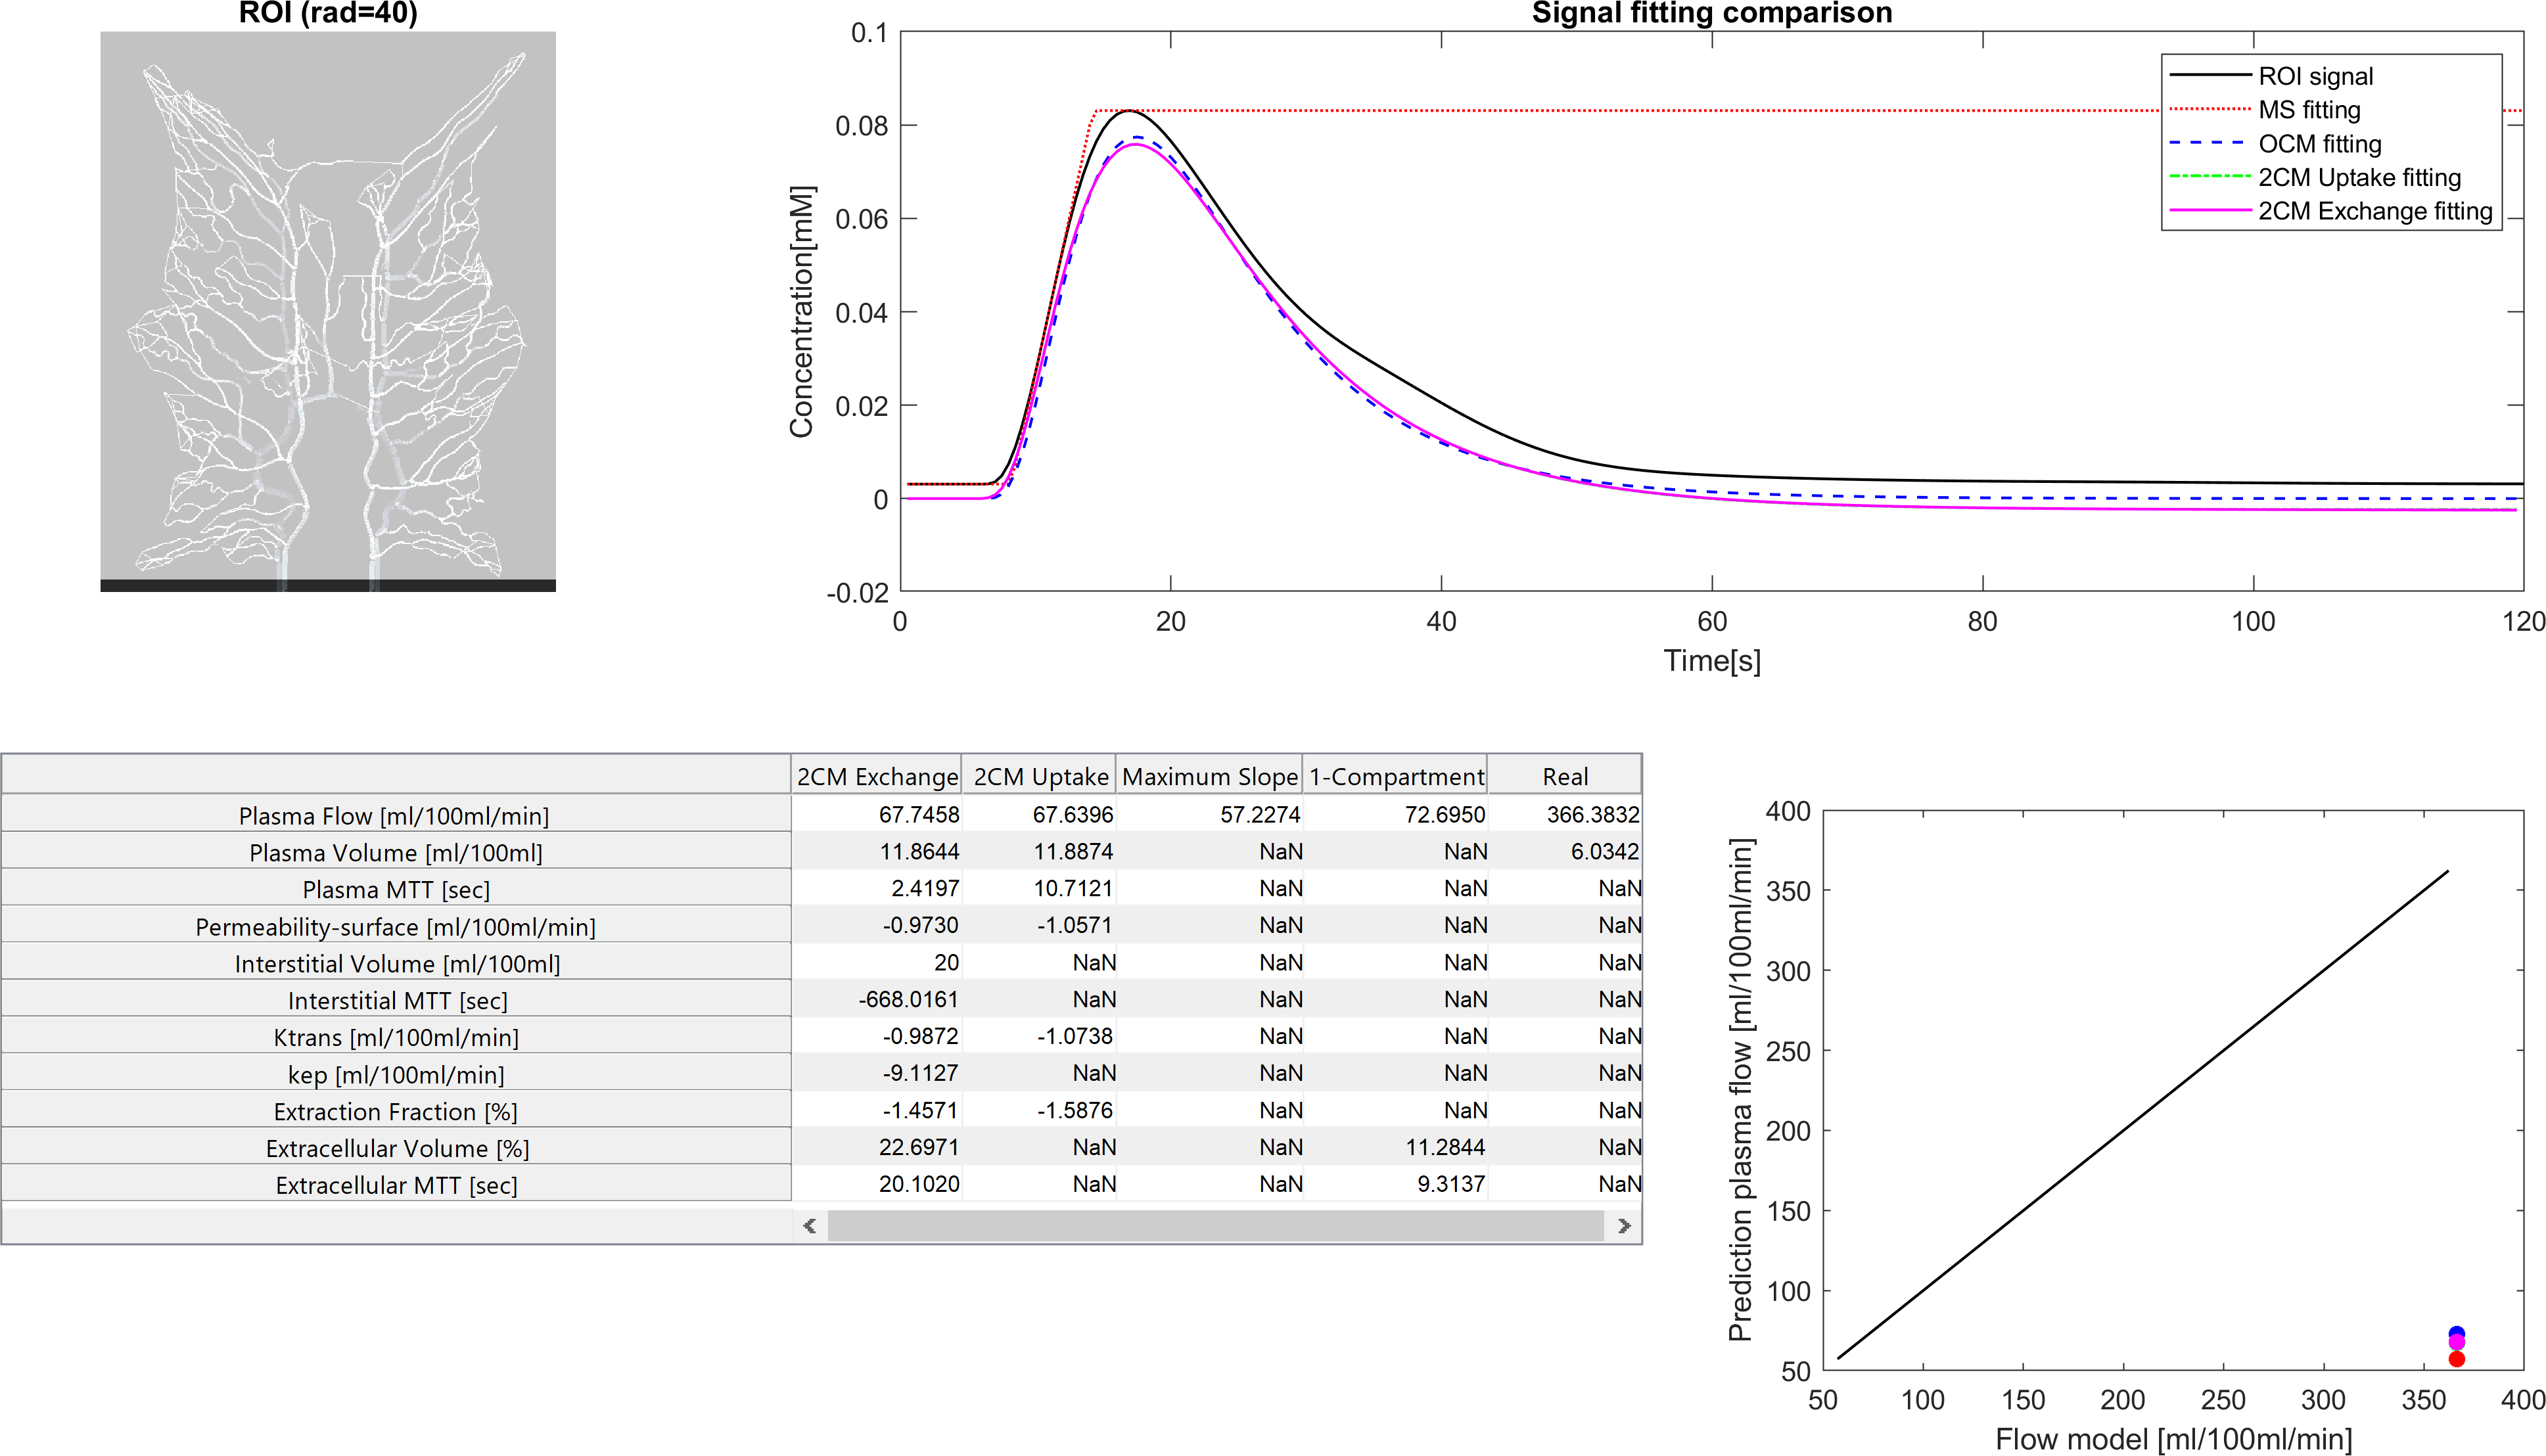 ROI (rad=40)
Signal fitting comparison
0.1
0.08
0.06
0.04
0.02
0
-0.02
Concentration[mM]
0 20 40 60 80 100 120
Time[s]
ROI signal
MS fitting
OCM fitting
2CM Uptake fitting
2CM Exchange fitting
2CM Exchange 2CM Uptake Maximum Slope 1-Compartment Real
Plasma Flow [ml/100ml/min] 67.7458 67.6396 57.2274 72.6950 366.3832
Plasma Volume [ml/100ml] 11.8644 11.8874 NaN NaN 6.0342
Plasma MTT [sec] 2.4197 10.7121 NaN NaN NaN
Permeability-surface [ml/100ml/min] -0.9730 -1.0571 NaN NaN NaN
Interstitial Volume [ml/100ml] 20 NaN NaN NaN NaN
Interstitial MTT [sec] -668.0161 NaN NaN NaN NaN
Ktrans [ml/100ml/min] -0.9872 -1.0738 NaN NaN NaN
kep [ml/100ml/min] -9.1127 NaN NaN NaN NaN
Extraction Fraction [%] -1.4571 -1.5876 NaN NaN NaN
Extracellular Volume [%] 22.6971 NaN NaN 11.2844 NaN
Extracellular MTT [sec] 20.1020 NaN NaN 9.3137 NaN
400
350
300
250
200
150
100
50
Prediction plasma flow [ml/100ml/min]
50 100 150 200 250 300 350 400
Flow model [ml/100ml/min]